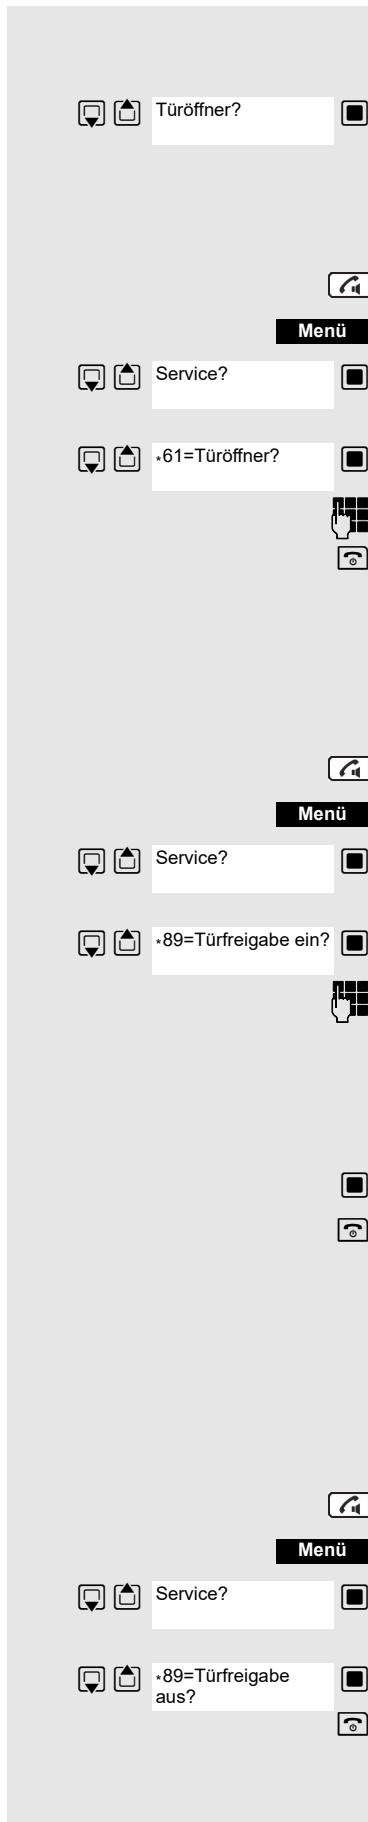 Türöffner?
Menü
Service?
*61=Türöffner?
Menü
Service?
*89=Türfreigabe ein?
Menü
Service?
*89=Türfreigabe
aus?